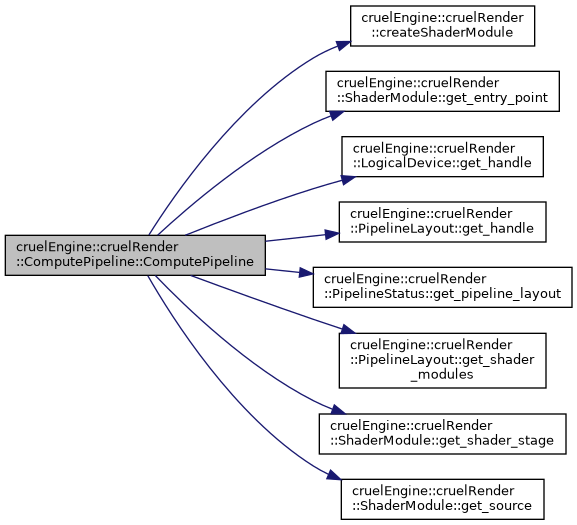 cruelEngine::cruelRender
::createShaderModule
cruelEngine::cruelRender
::ShaderModule::get_entry_point
cruelEngine::cruelRender
::LogicalDevice::get_handle
cruelEngine::cruelRender
::PipelineLayout::get_handle
cruelEngine::cruelRender
::ComputePipeline::ComputePipeline
cruelEngine::cruelRender
::PipelineStatus::get_pipeline_layout
cruelEngine::cruelRender
::PipelineLayout::get_shader
_modules
cruelEngine::cruelRender
::ShaderModule::get_shader_stage
cruelEngine::cruelRender
::ShaderModule::get_source